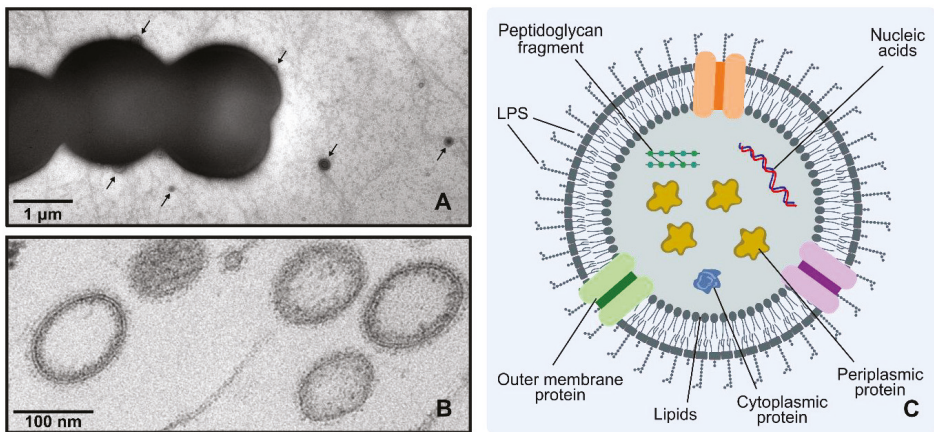 1 µm
A
100 nm
B
Peptidoglycan
fragment
Nucleic
acids
LPS
Outer membrane
protein
Lipids
Cytoplasmic
protein
Periplasmic
protein
C